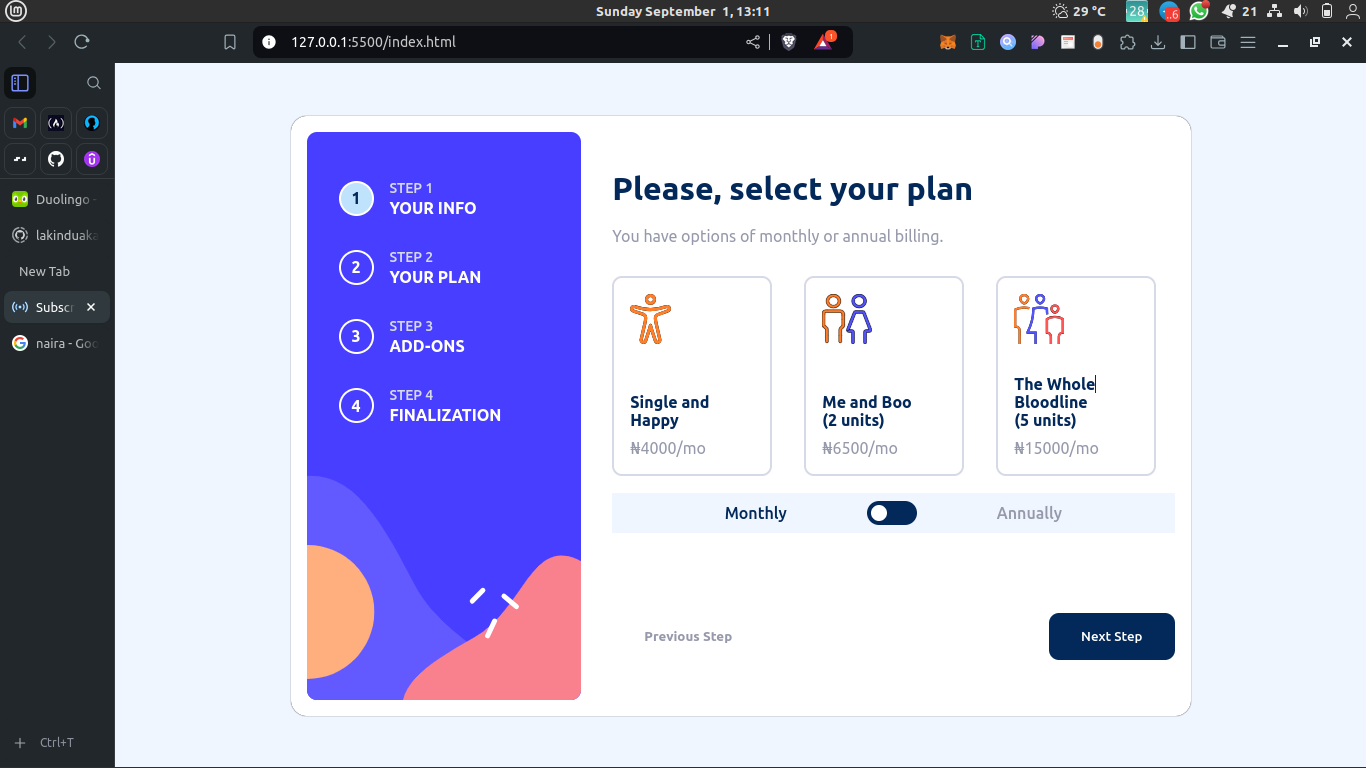 Sunday September 1, 13:11
29 °C
28
..6
21
127.0.0.1:5500/index.html
1
Duolingo -
lakinduaka
New Tab
Subscr
naira - Goo
Ctrl+T
1
STEP 1
YOUR INFO
2
STEP 2
YOUR PLAN
3
STEP 3
ADD-ONS
4
STEP 4
FINALIZATION
Please, select your plan
You have options of monthly or annual billing.
Single and
Happy
₦4000/mo
Me and Boo
(2 units)
₦6500/mo
The Whole
Bloodline
(5 units)
₦15000/mo
Monthly
Annually
Previous Step
Next Step